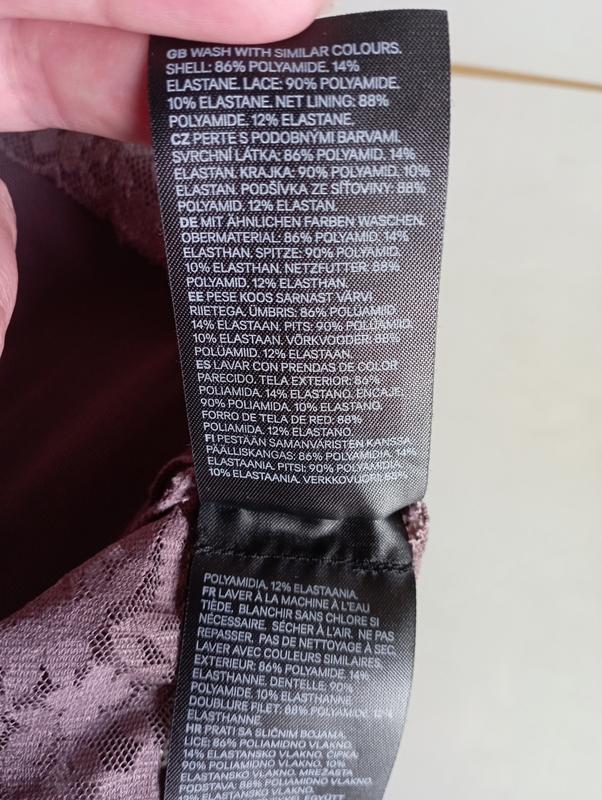 GB WASH WITH SIMILAR COLOURS.
SHELL: 86% POLYAMIDE. 14%
ELASTANE. LACE: 90% POLYAMIDE.
10% ELASTANE. NET LINING: 88%
POLYAMIDE. 12% ELASTANE.
CZ PERTE S PODOBNÝMI BARVAMI.
SVRCHNÍ LÁTKA: 86% POLYAMID. 14%
ELASTAN. KRAJKA: 90% POLYAMID. 10%
ELASTAN. PODŠÍVKA ZE SÍŤOVINY: 88%
POLYAMID. 12% ELASTAN.
DE MIT ÄHNLICHEN FARBEN WASCHEN.
OBERMATERIAL: 86% POLYAMID. 14%
ELASTHAN. SPITZE: 90% POLYAMID.
10% ELASTHAN. NETZFUTTER: 88%
POLYAMID. 12% ELASTHAN.
EE PESE KOOS SARNAST VÄRVI
RIIETEGA. ÜMBRIS: 86% POLÜAMIID.
14% ELASTAAN. PITS: 90% POLÜAMIID.
10% ELASTAAN. VÕRKVOODER: 88%
POLÜAMIID. 12% ELASTAAN.
ES LAVAR CON PRENDAS DE COLOR
PARECIDO. TELA EXTERIOR: 86%
POLIAMIDA. 14% ELASTANO. ENCAJE:
90% POLIAMIDA. 10% ELASTANO.
FORRO DE TELA DE RED: 88%
POLIAMIDA. 12% ELASTANO.
FI PESTÄÄN SAMANVÄRISTEN KANSSA.
PÄÄLLISKANGAS: 86% POLYAMIDIA. 14%
ELASTAANIA. PITSI: 90% POLYAMIDIA.
10% ELASTAANIA. VERKKOVUORI: 88%
POLYAMIDIA. 12% ELASTAANIA.
FR LAVER À LA MACHINE À L'EAU
TIÈDE. BLANCHIR SANS CHLORE SI
NÉCESSAIRE. SÉCHER À L'AIR. NE PAS
REPASSER. PAS DE NETTOYAGE À SEC.
LAVER AVEC COULEURS SIMILAIRES.
EXTERIEUR: 86% POLYAMIDE. 14%
ELASTHANNE. DENTELLE: 90%
POLYAMIDE. 10% ELASTHANNE.
DOUBLURE FILET: 88% POLYAMIDE. 12%
ELASTHANNE
HR PRATI SA SLIČNIM BOJAMA.
LICE: 86% POLIAMIDNO VLAKNO.
14% ELASTANSKO VLAKNO. ČIPKA:
90% POLIAMIDNO VLAKNO. 10%
ELASTANSKO VLAKNO. MREŽASTA
PODSTAVA: 88% POLIAMIDNO VLAKNO.
12% ELASTANSKO VLAKNO.